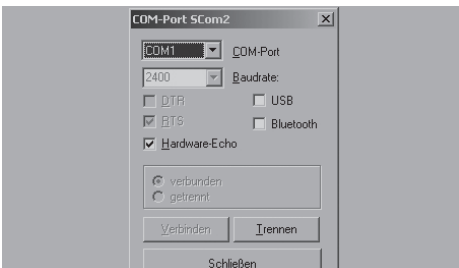 COM-Port SCom2
COM1 COM-Port
2400 Baudrate:
DTR USB
RTS Bluetooth
Hardware-Echo
verbunden
getrennt
Verbinden Trennen
Schließen